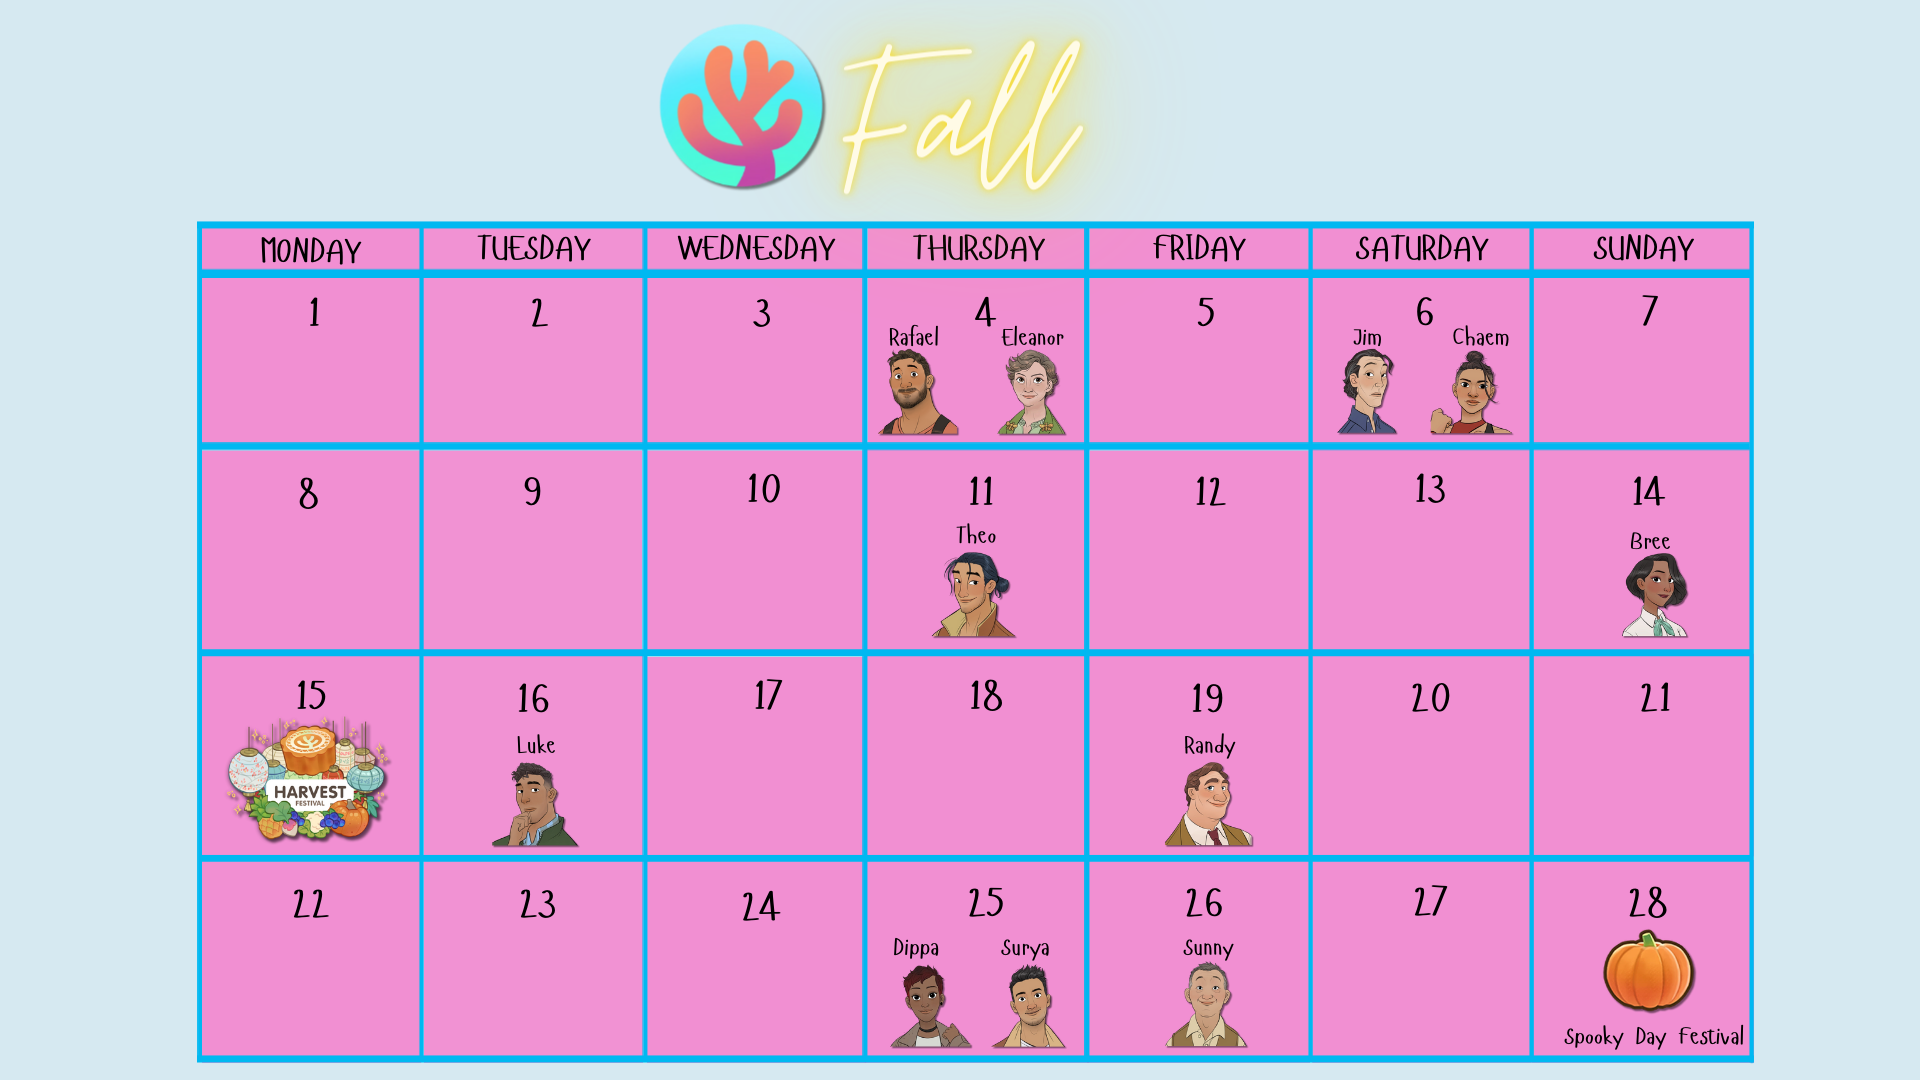 Fall
MONDAY TUESDAY WEDNESDAY THURSDAY FRIDAY SATURDAY SUNDAY
1 2 3 4 5 6 7
Rafael Eleanor Jim Chaem
8 9 10 11 12 13 14
Theo Bree
15 16 17 18 19 20 21
Luke Randy
HARVEST
FESTIVAL
22 23 24 25 26 27 28
Dippa Surya Sunny
Spooky Day Festival